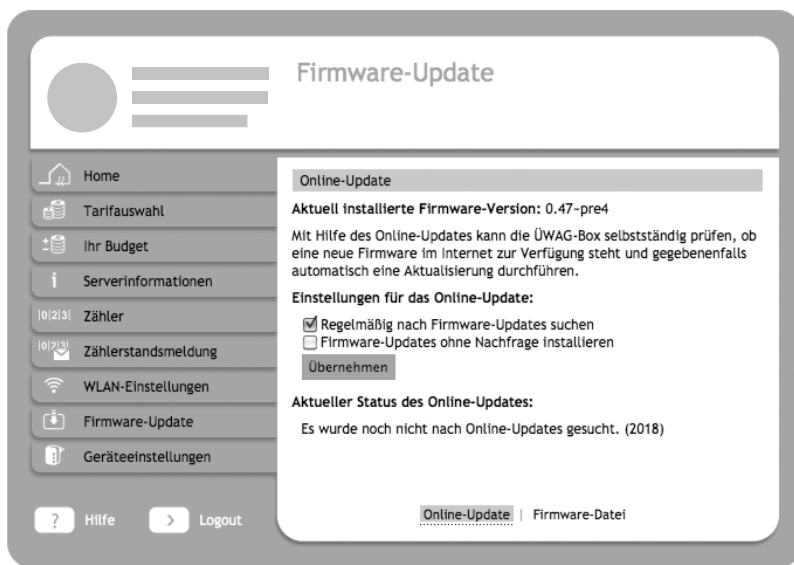 Firmware-Update
Home
Tarifauswahl
Ihr Budget
Serverinformationen
Zähler
Zählerstandsmeldung
WLAN-Einstellungen
Firmware-Update
Geräteeinstellungen
? Hilfe
> Logout
Online-Update
Aktuell installierte Firmware-Version: 0.47~pre4
Mit Hilfe des Online-Updates kann die ÜWAG-Box selbstständig prüfen, ob
eine neue Firmware im Internet zur Verfügung steht und gegebenenfalls
automatisch eine Aktualisierung durchführen.
Einstellungen für das Online-Update:
Regelmäßig nach Firmware-Updates suchen
Firmware-Updates ohne Nachfrage installieren
Übernehmen
Aktueller Status des Online-Updates:
Es wurde noch nicht nach Online-Updates gesucht. (2018)
Online-Update | Firmware-Datei